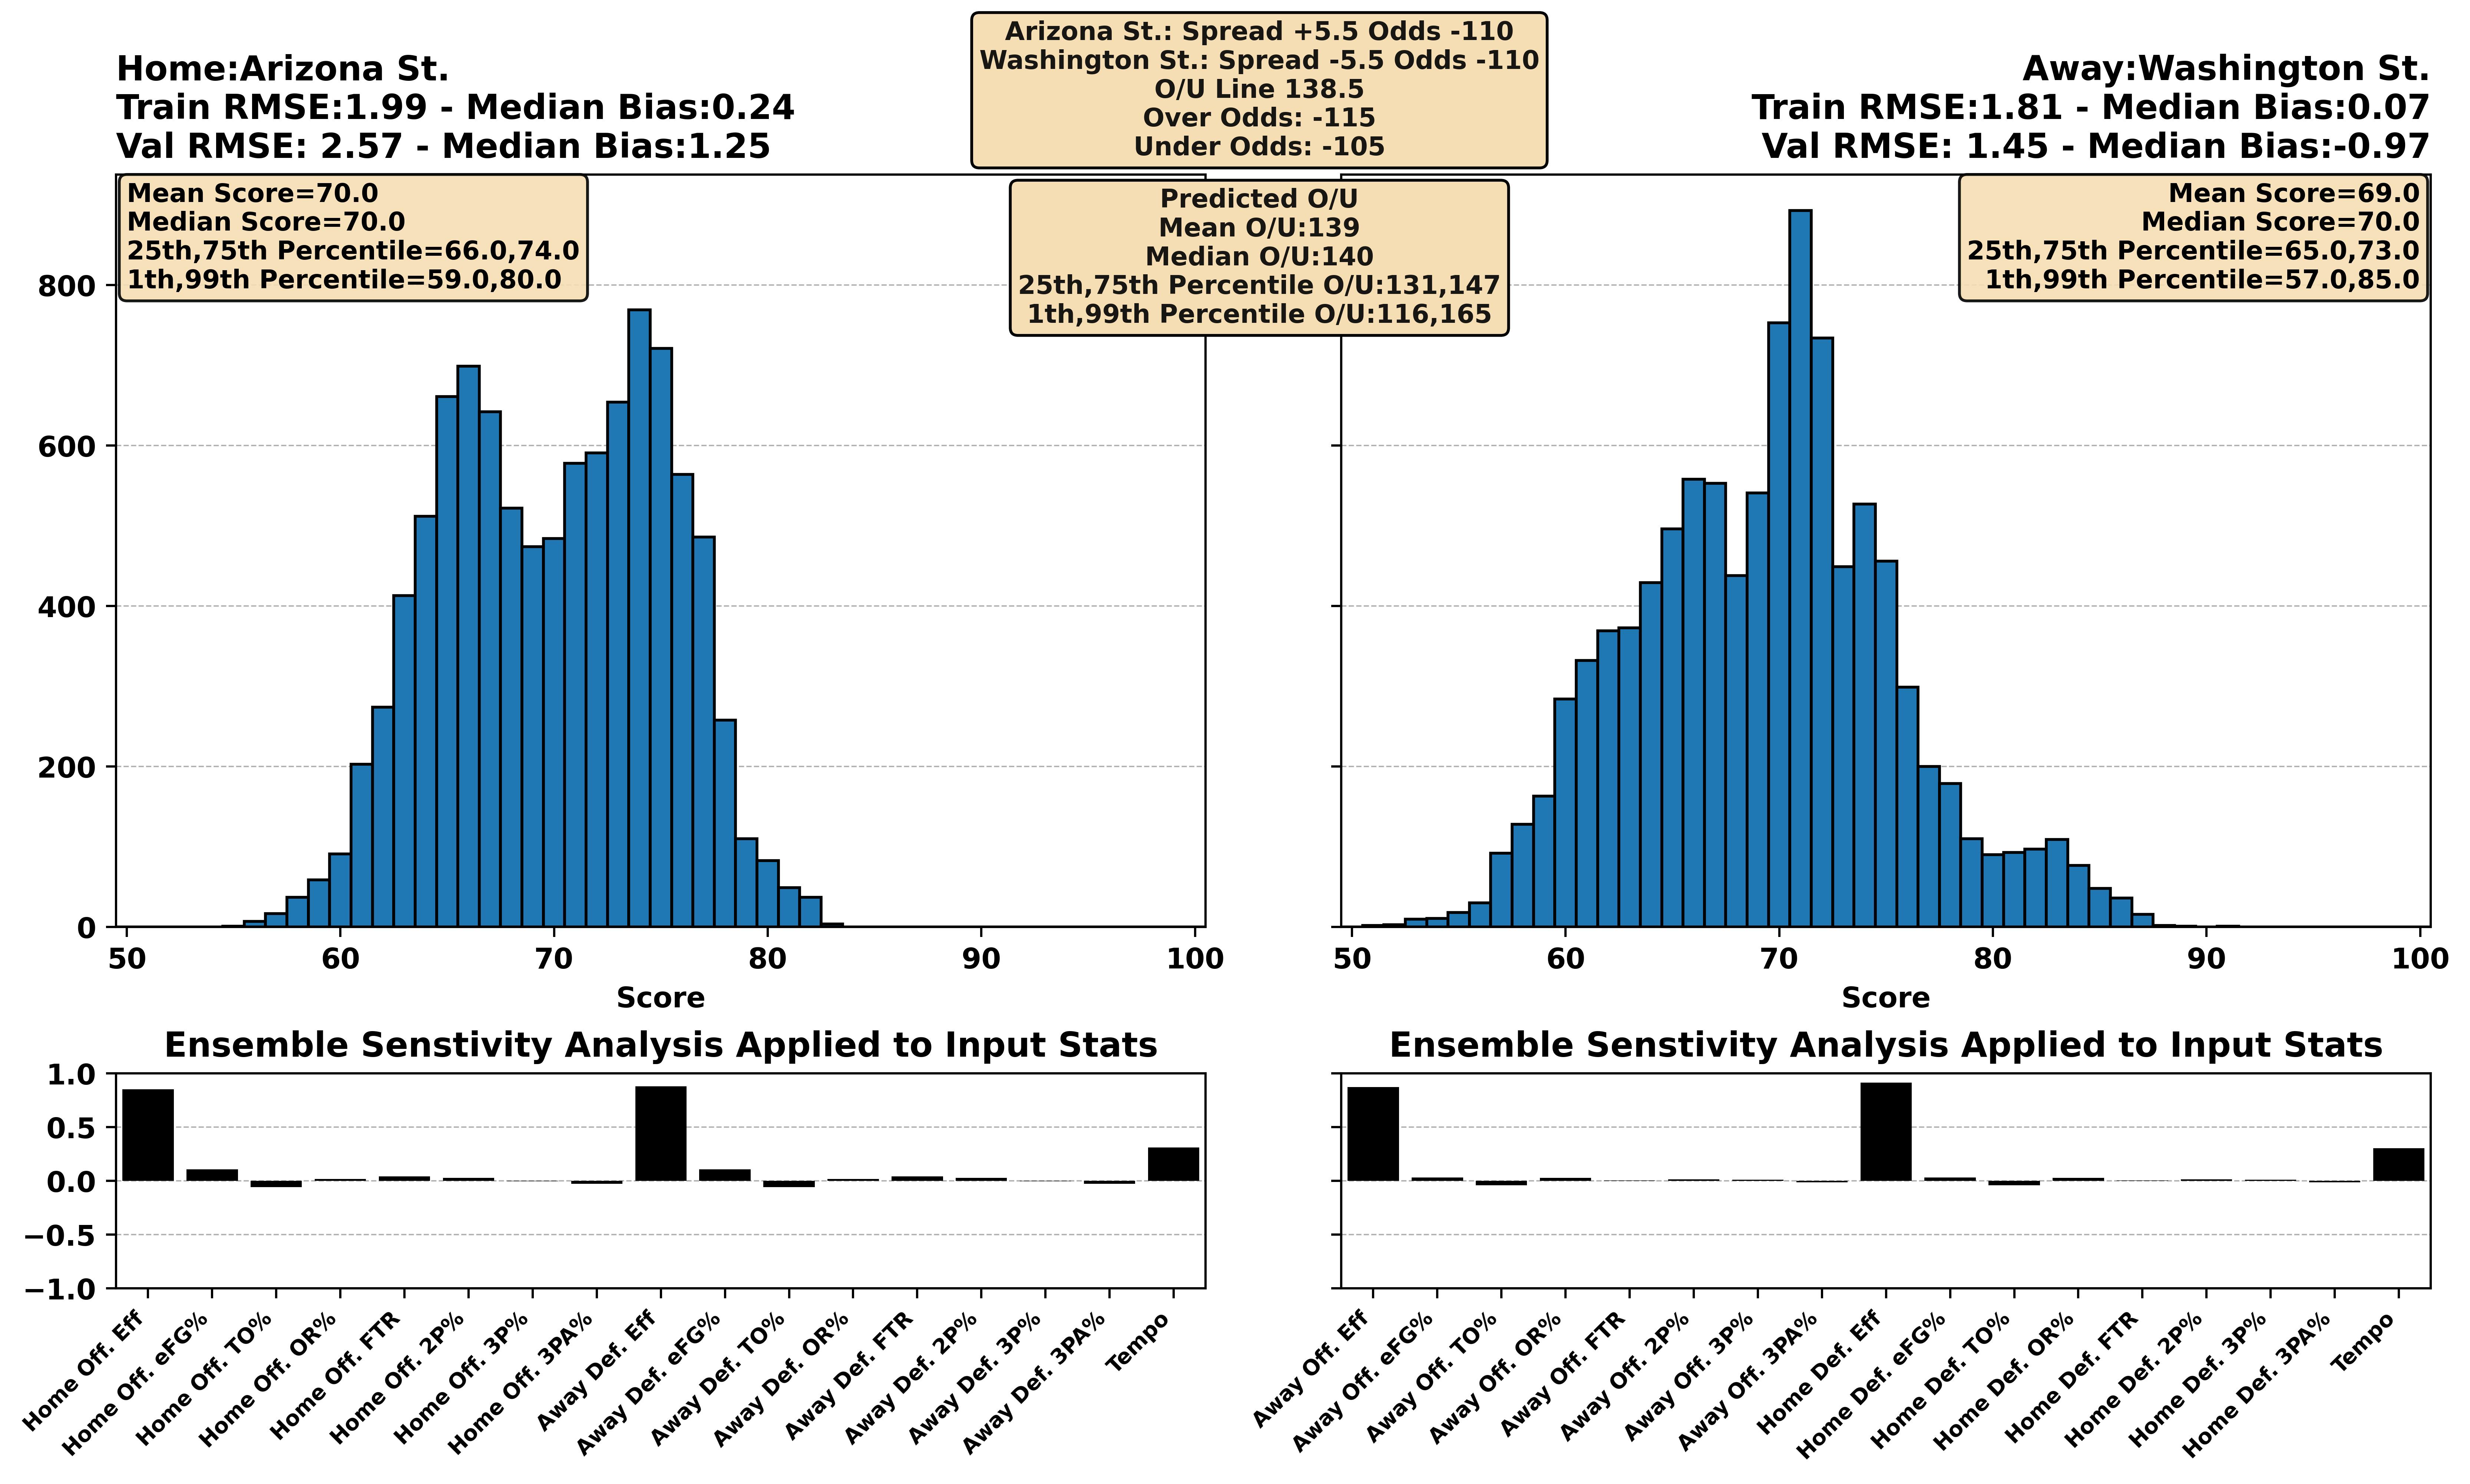 Arizona St.: Spread +5.5 Odds -110
Washington St.: Spread -5.5 Odds -110
O/U Line 138.5
Over Odds: -115
Under Odds: -105
Home:Arizona St.
Train RMSE:1.99 - Median Bias:0.24
Val RMSE: 2.57 - Median Bias:1.25
Away:Washington St.
Train RMSE:1.81 - Median Bias:0.07
Val RMSE: 1.45 - Median Bias:-0.97
Mean Score=70.0
Median Score=70.0
25th,75th Percentile=66.0,74.0
1th,99th Percentile=59.0,80.0
Predicted O/U
Mean O/U:139
Median O/U:140
25th,75th Percentile O/U:131,147
1th,99th Percentile O/U:116,165
Mean Score=69.0
Median Score=70.0
25th,75th Percentile=65.0,73.0
1th,99th Percentile=57.0,85.0
800
600
400
200
0
50 60 70 80 90 100
Score
50 60 70 80 90 100
Score
Ensemble Senstivity Analysis Applied to Input Stats
1.0
0.5
0.0
−0.5
−1.0
Home Off. Eff
Home Off. eFG%
Home Off. TO%
Home Off. OR%
Home Off. FTR
Home Off. 2P%
Home Off. 3P%
Home Off. 3PA%
Away Def. Eff
Away Def. eFG%
Away Def. TO%
Away Def. OR%
Away Def. FTR
Away Def. 2P%
Away Def. 3P%
Away Def. 3PA%
Tempo
Ensemble Senstivity Analysis Applied to Input Stats
Away Off. Eff
Away Off. eFG%
Away Off. TO%
Away Off. OR%
Away Off. FTR
Away Off. 2P%
Away Off. 3P%
Away Off. 3PA%
Home Def. Eff
Home Def. eFG%
Home Def. TO%
Home Def. OR%
Home Def. FTR
Home Def. 2P%
Home Def. 3P%
Home Def. 3PA%
Tempo